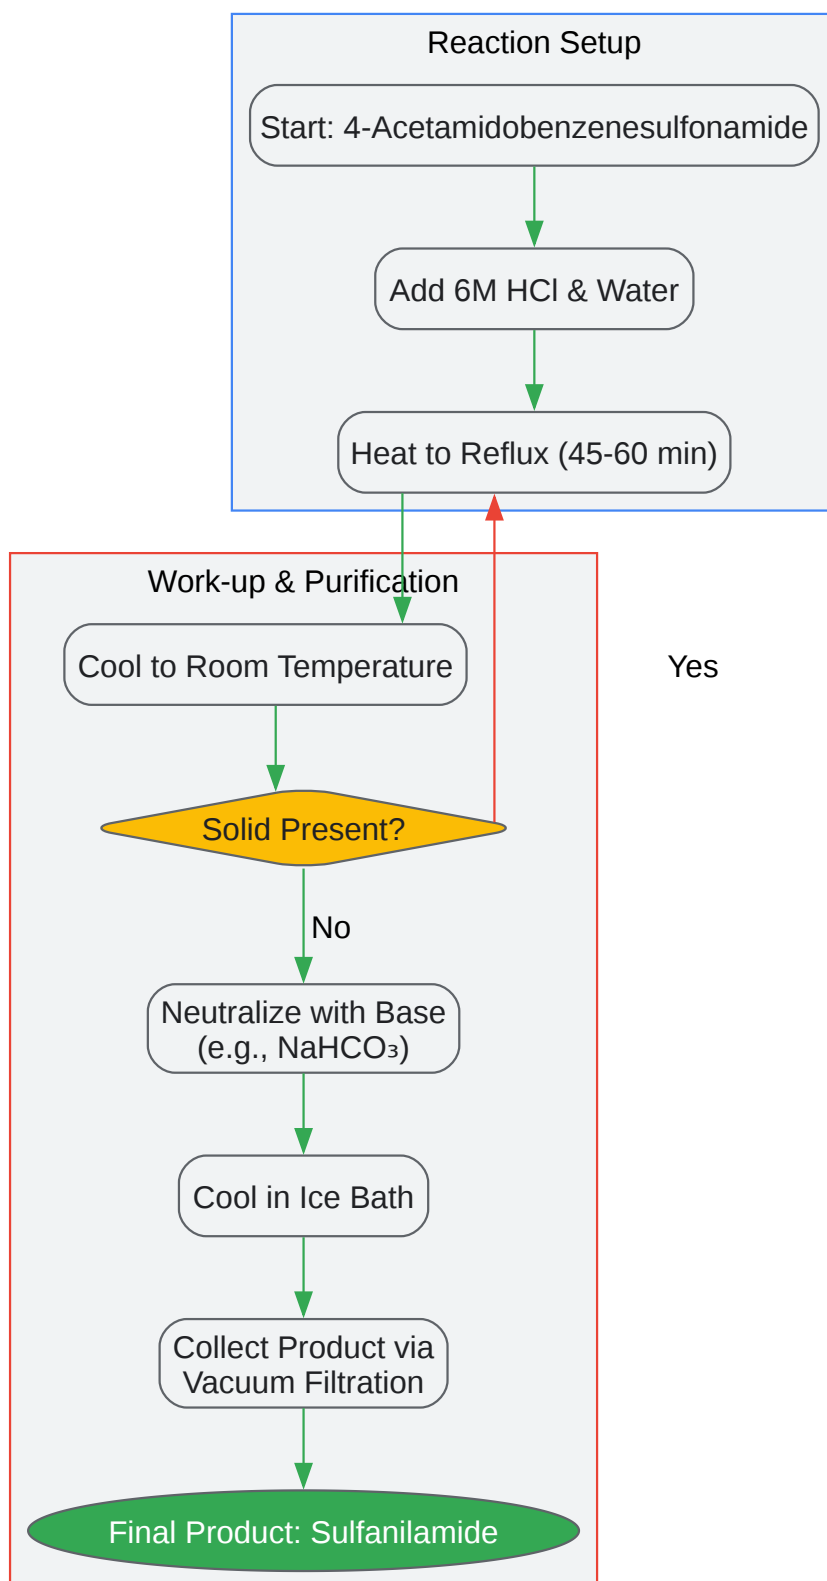 Reaction Setup
Start: 4-Acetamidobenzenesulfonamide
Add 6M HCl & Water
Heat to Reflux (45-60 min)
Work-up & Purification
Cool to Room Temperature
Yes
Solid Present?
No
Neutralize with Base
(e.g., NaHCO₃)
Cool in Ice Bath
Collect Product via
Vacuum Filtration
Final Product: Sulfanilamide